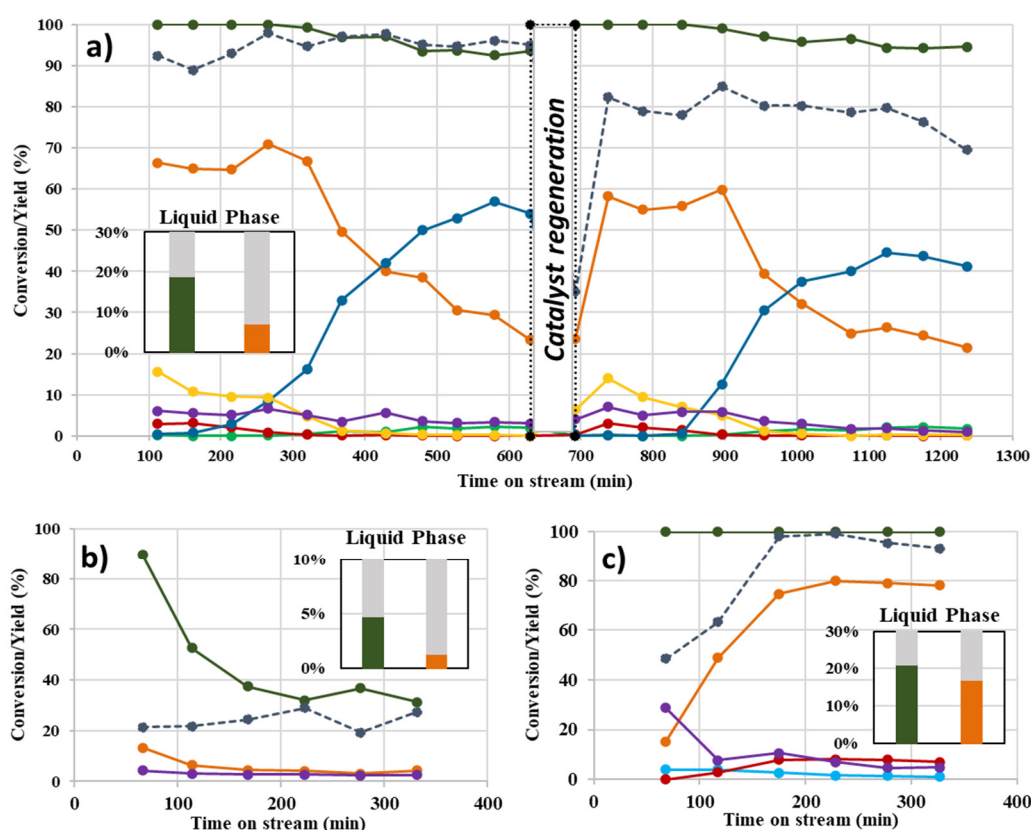 a)
Conversion/Yield (%)
100
90
80
70
60
50
40
30
20
10
0
Liquid Phase
30%
20%
10%
0%
Catalyst regeneration
0 100 200 300 400 500 600 700 800 900 1000 1100 1200 1300
Time on stream (min)
b)
Conversion/Yield (%)
100
80
60
40
20
0
Liquid Phase
10%
5%
0%
0 100 200 300 400
Time on stream (min)
c)
Conversion/Yield (%)
100
80
60
40
20
0
Liquid Phase
30%
20%
10%
0%
0 100 200 300 400
Time on stream (min)